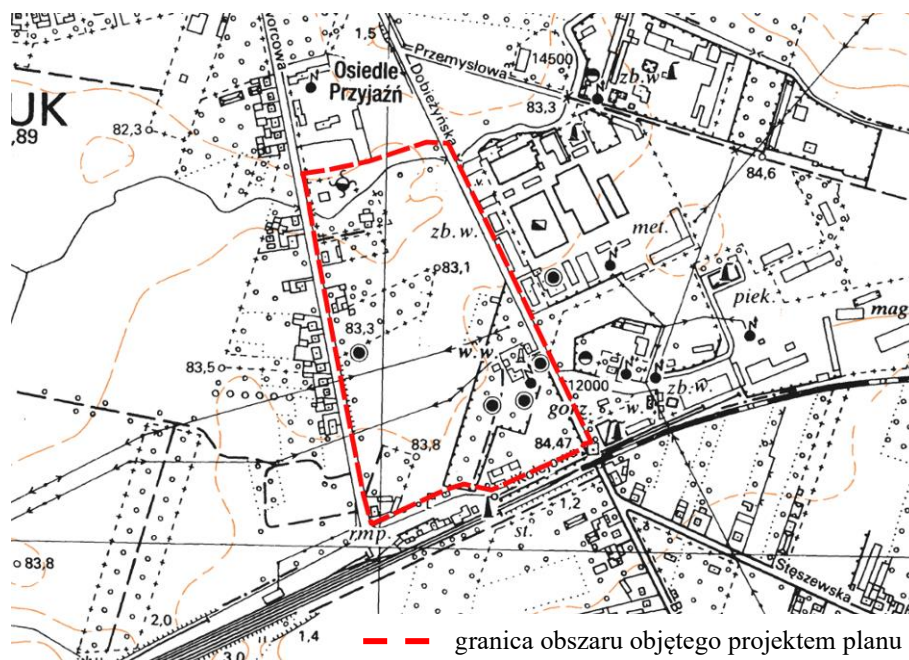 1,5
Przemysłowa
14500
zb.w.
Osiedle-
Przyjaźń
Dobieżyńska
83,3
UK
,89
82,3
84,6
zb.w.
met.
83,1
piek.
mag
83,3
w.w.
83,5
12000
zb.w.
gorz.
w.
83,8
84,47
Kolejowa
1,2
rmp.
st.
83,8
Stęszewska
2,0
1,4
3,0
granica obszaru objętego projektem planu